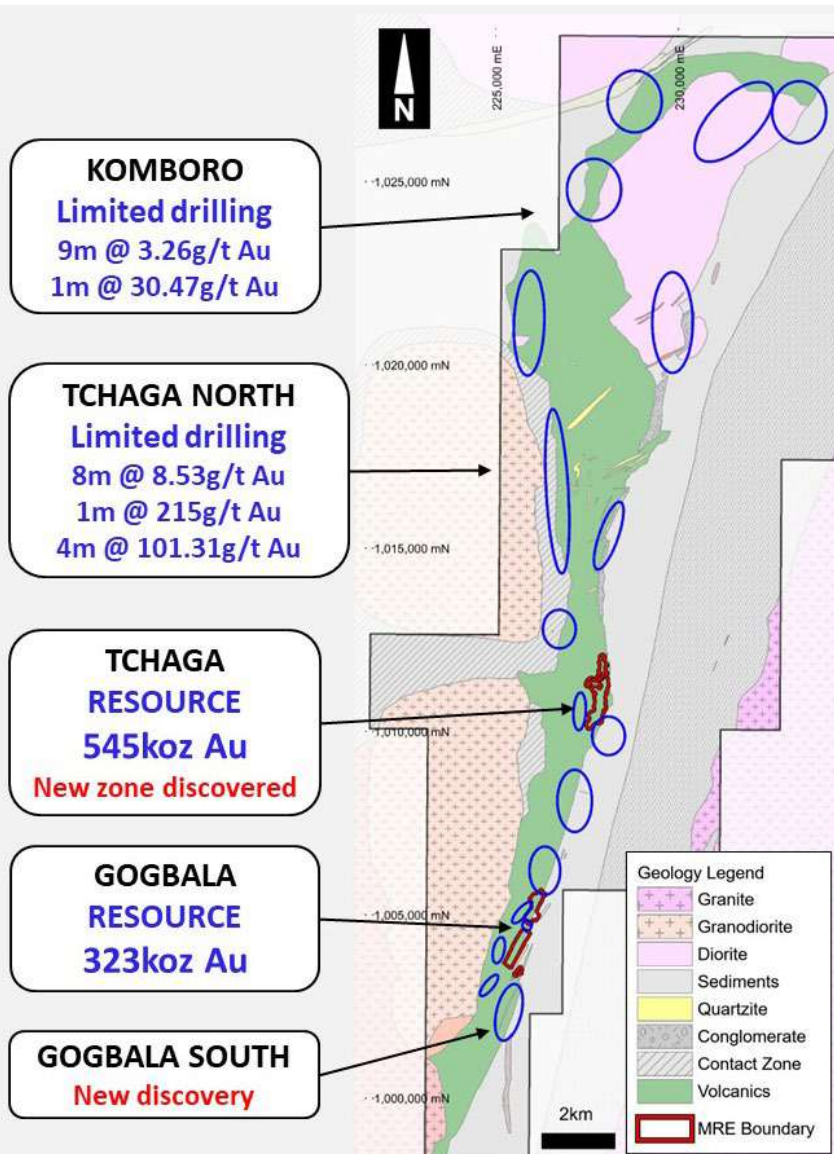 N
225,000 mE
230,000 mE
KOMBORO
Limited drilling
9m @ 3.26g/t Au
1m @ 30.47g/t Au
1,025,000 mN
1,020,000 mN
TCHAGA NORTH
Limited drilling
8m @ 8.53g/t Au
1m @ 215g/t Au
4m @ 101.31g/t Au
1,015,000 mN
TCHAGA
RESOURCE
545koz Au
New zone discovered
1,010,000 mN
GOGBALA
RESOURCE
323koz Au
1,005,000 mN
GOGBALA SOUTH
New discovery
1,000,000 mN
2km
Geology Legend
Granite
Granodiorite
Diorite
Sediments
Quartzite
Conglomerate
Contact Zone
Volcanics
MRE Boundary